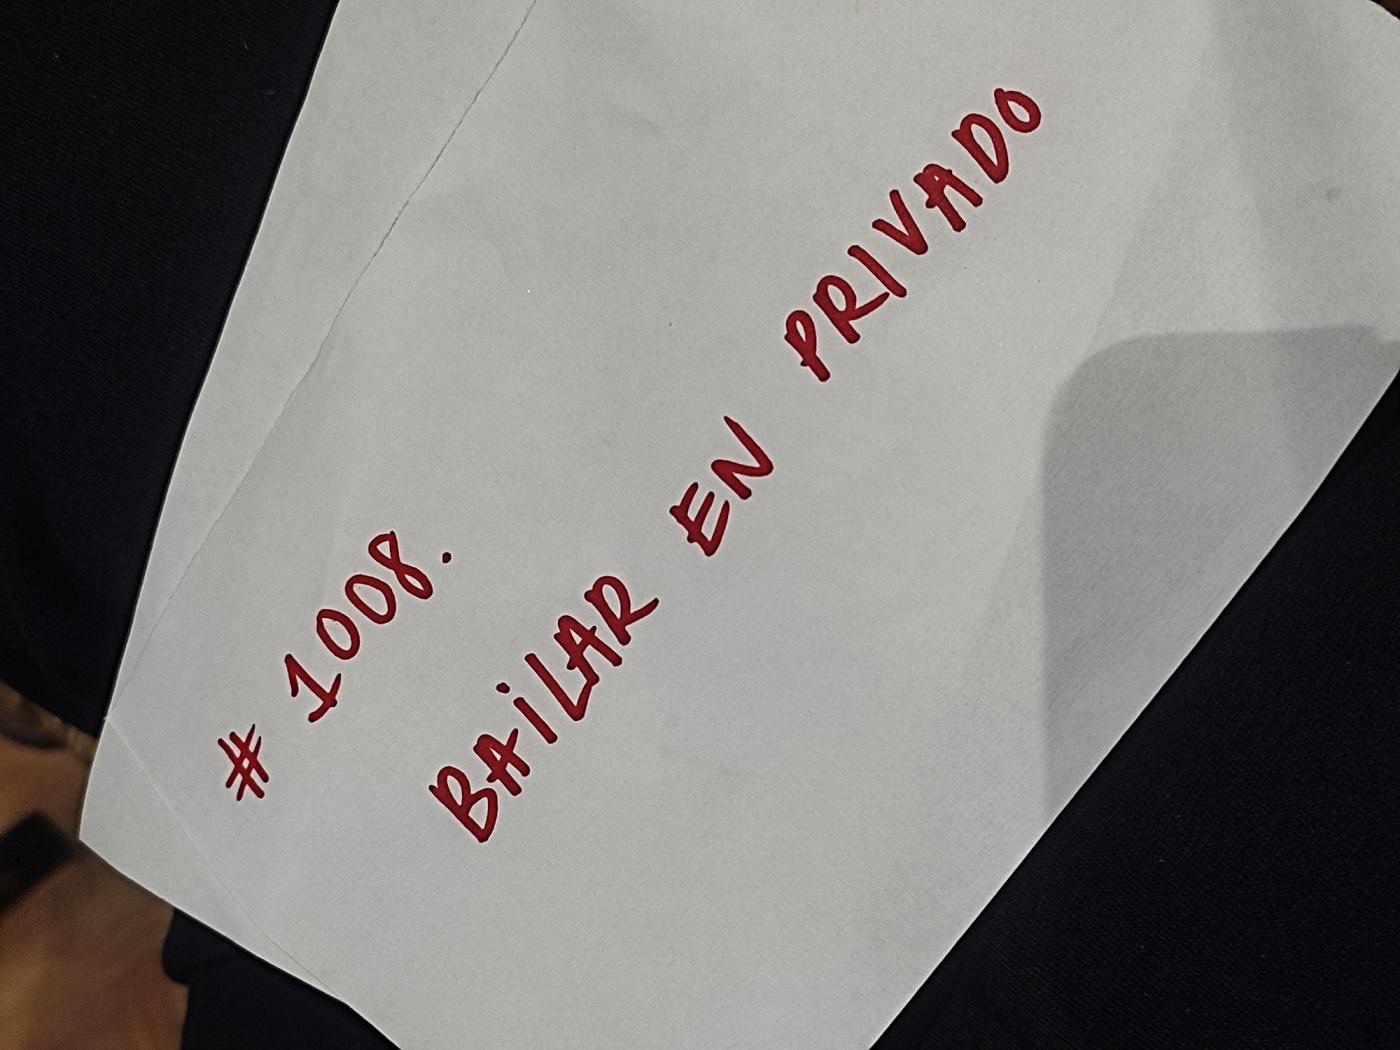 # 1008.
BAiLAR EN PRIVADO